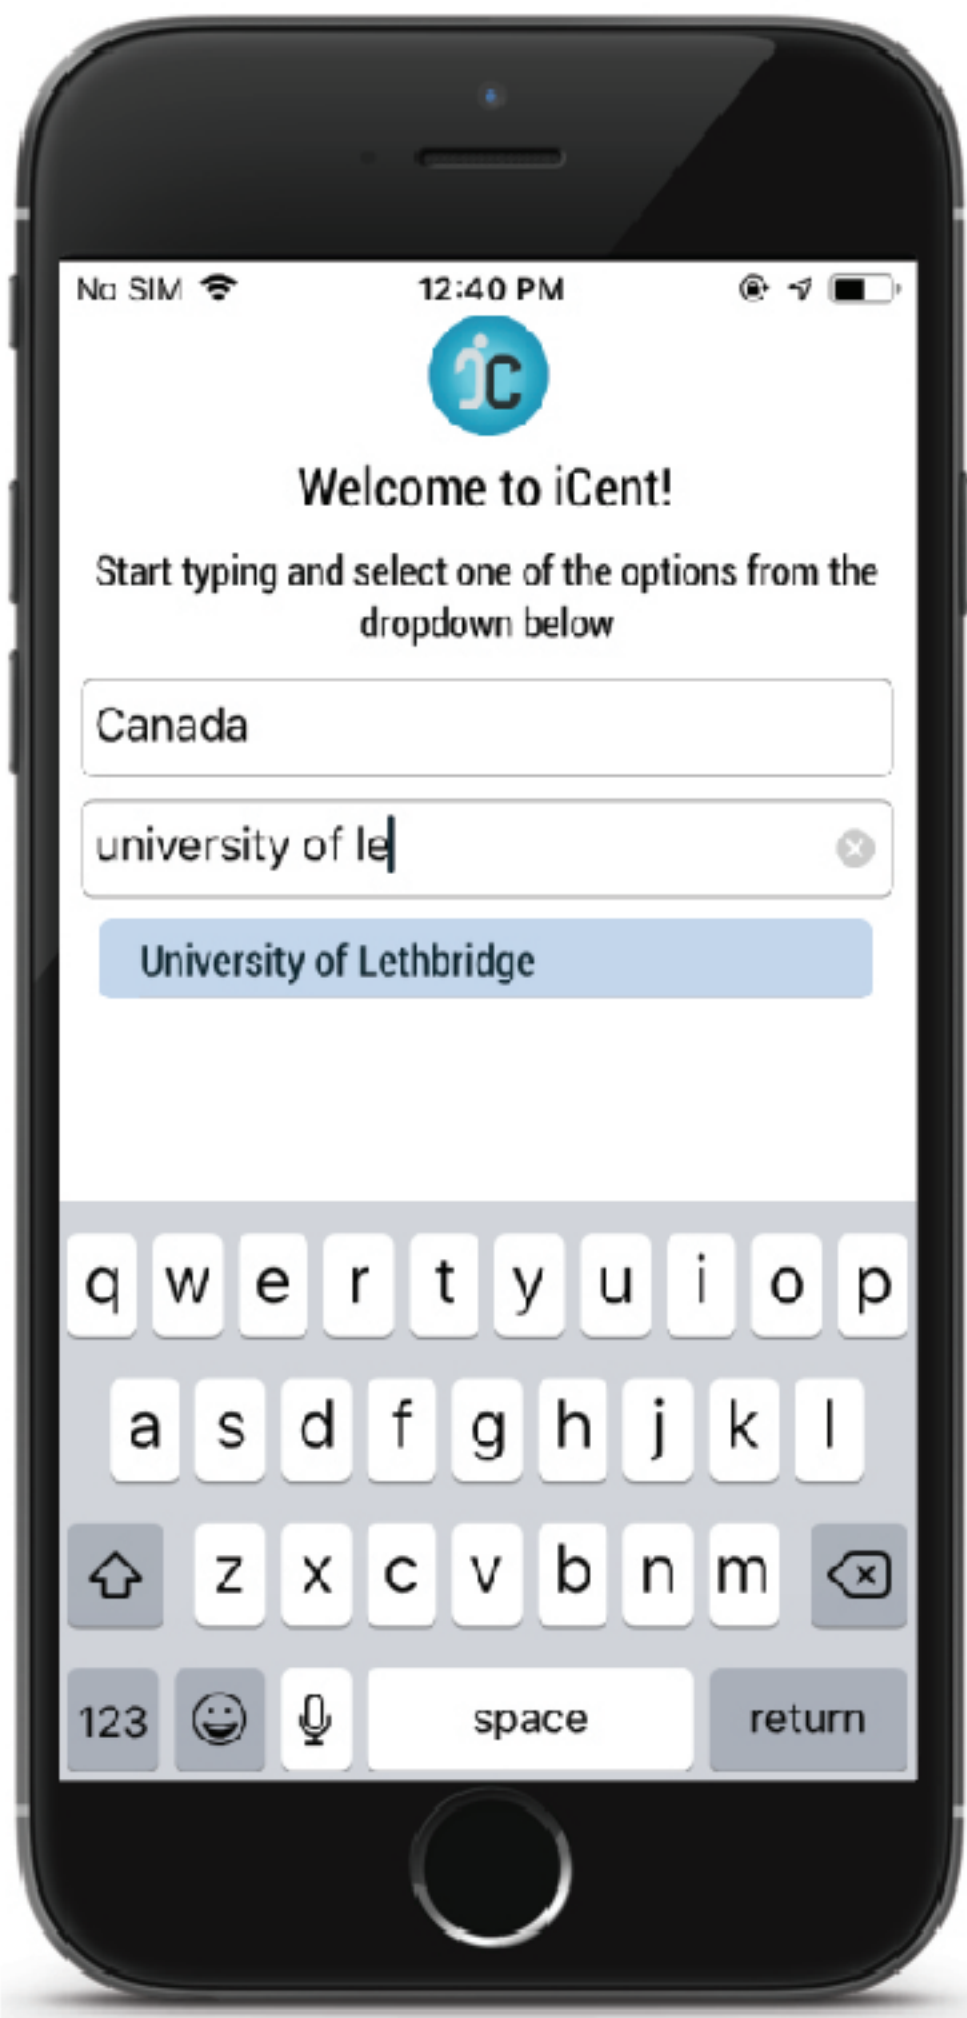 No SIM 12:40 PM
iC
Welcome to iCent!
Start typing and select one of the options from the
dropdown below
Canada
university of le
University of Lethbridge
q w e r t y u i o p
a s d f g h j k l
z x c v b n m
123 space return